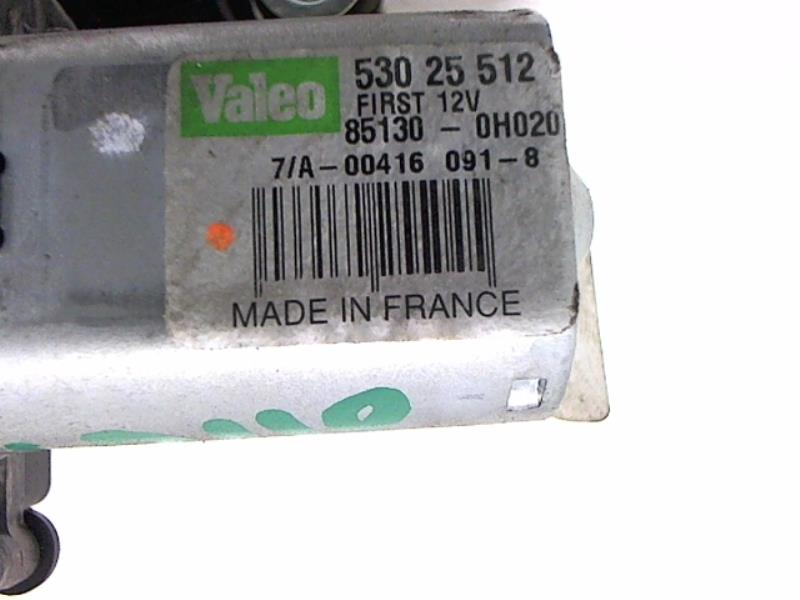 Valeo
530 25 512
FIRST 12V
85130 - 0H020
7/A-00416 091-8
MADE IN FRANCE